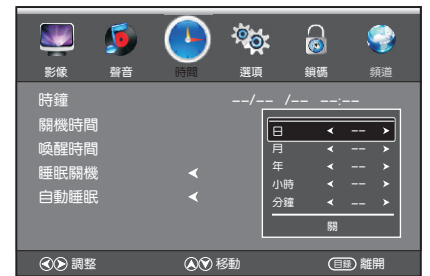 影像 聲音 時間 選項 鎖碼 頻道
時鐘 --/-- /-- --:--
關機時間
喚醒時間
睡眠關機
自動睡眠
日 --
月 --
年 --
小時 --
分鐘 --
關
調整 移動 目錄 離開